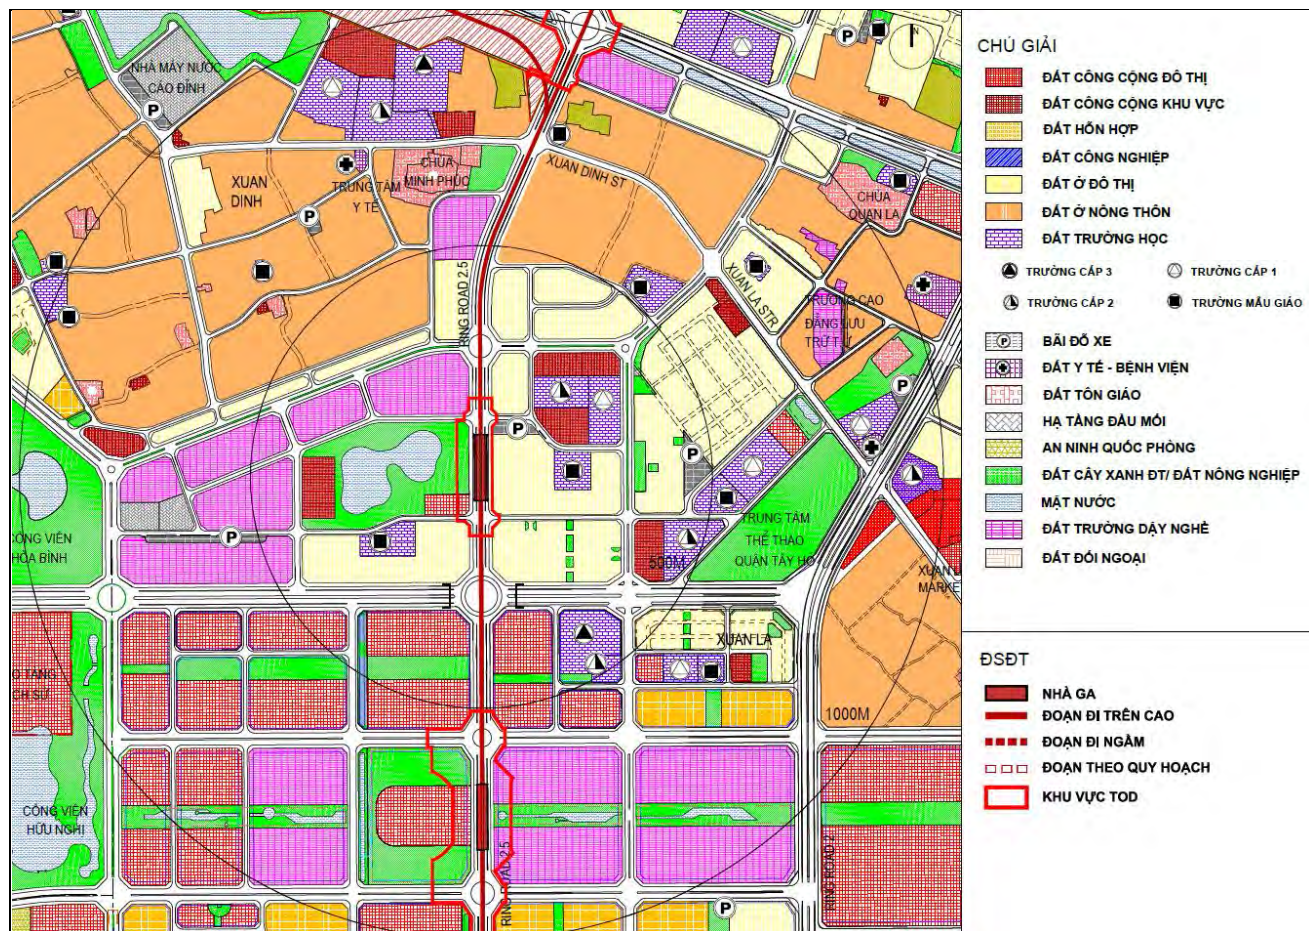 N
NHÀ MÁY NƯỚC
CÁO ĐỈNH
P
P
XUAN
DINH
P
TRUNG TÂM
Y TẾ
CHÙA
MINH PHÚC
XUAN DINH ST
CHÙA
QUAN LA
RING ROAD 2.5
XUAN LA STR
TRƯỜNG CAO
ĐẲNG LƯU
TRỮ T.Ư
P
P
P
P
CÔNG VIÊN
HÒA BÌNH
TRUNG TÂM
THỂ THAO
QUẬN TÂY HỒ
500M
MARKE
XUAN LA
1000M
CÔNG VIÊN
HỮU NGHỊ
RING ROAD 2.5
RING ROAD 2
P
CHÚ GIẢI
ĐẤT CÔNG CỘNG ĐÔ THỊ
ĐẤT CÔNG CỘNG KHU VỰC
ĐẤT HỖN HỢP
ĐẤT CÔNG NGHIỆP
ĐẤT Ở ĐÔ THỊ
ĐẤT Ở NÔNG THÔN
ĐẤT TRƯỜNG HỌC
TRƯỜNG CẤP 3 TRƯỜNG CẤP 1
TRƯỜNG CẤP 2 TRƯỜNG MẪU GIÁO
P BÃI ĐỖ XE
ĐẤT Y TẾ - BỆNH VIỆN
ĐẤT TÔN GIÁO
HẠ TẦNG ĐẦU MỐI
AN NINH QUỐC PHÒNG
ĐẤT CÂY XANH ĐT/ ĐẤT NÔNG NGHIỆP
MẶT NƯỚC
ĐẤT TRƯỜNG DẠY NGHỀ
ĐẤT ĐỐI NGOẠI
ĐSĐT
NHÀ GA
ĐOẠN ĐI TRÊN CAO
ĐOẠN ĐI NGẦM
ĐOẠN THEO QUY HOẠCH
KHU VỰC TOD